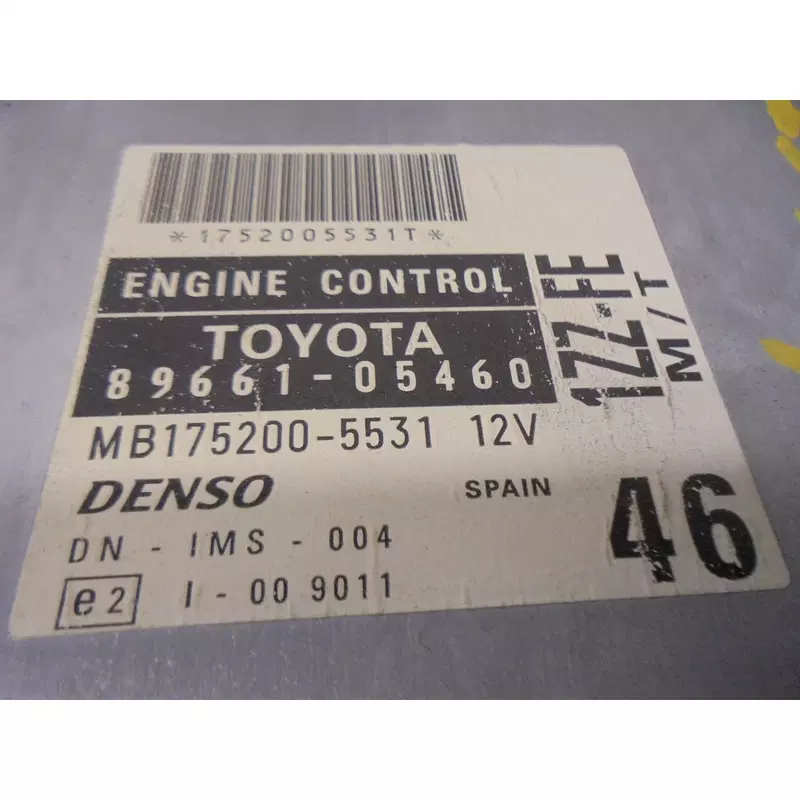 *1752005531T*
ENGINE CONTROL
TOYOTA
89661-05460
1ZZ-FE
M/T
MB175200-5531 12V
DENSO SPAIN
46
DN - IMS - 004
e2 I - 00 9011